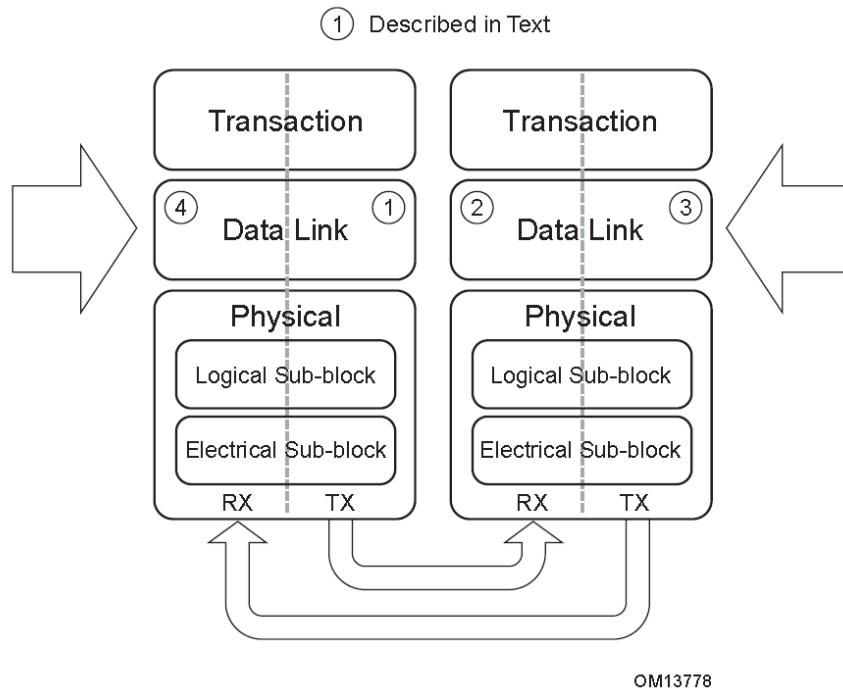 1 Described in Text
Transaction Transaction
4 1 2 3
Data Link Data Link
Physical Physical
Logical Sub-block Logical Sub-block
Electrical Sub-block Electrical Sub-block
RX TX RX TX
OM13778